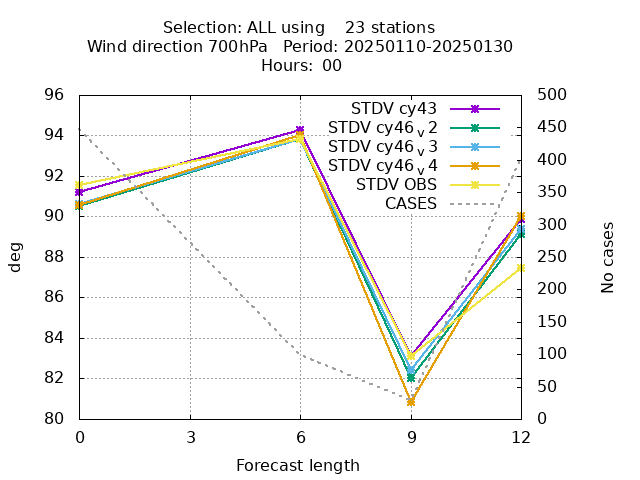 Selection: ALL using    23 stations
Wind direction 700hPa   Period: 20250110-20250130
Hours: 00
96
94
92
90
88
86
84
82
80
500
450
400
350
300
250
200
150
100
50
0
STDV cy43
STDV cy46_v2
STDV cy46_v3
STDV cy46_v4
STDV OBS
CASES
deg
No cases
0
3
6
9
12
Forecast length